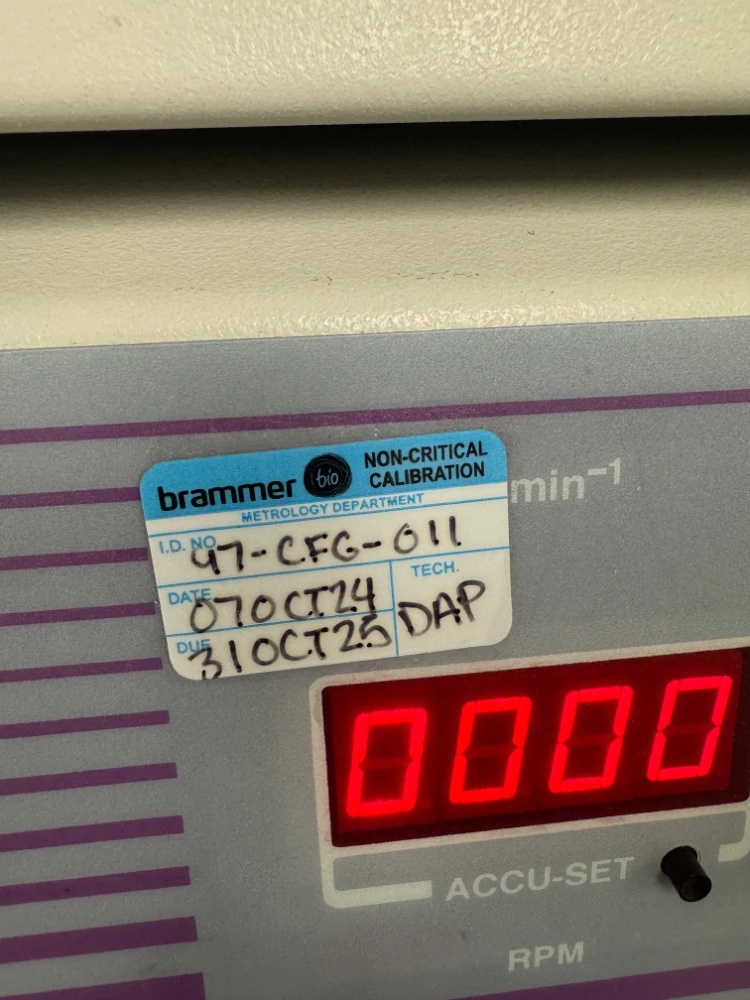 brammer bio NON-CRITICAL CALIBRATION
METROLOGY DEPARTMENT
I.D. NO. 47-CFG-011
DATE 07OCT24
TECH. DAP
DUE 31OCT25
min⁻¹
0000
ACCU-SET
RPM